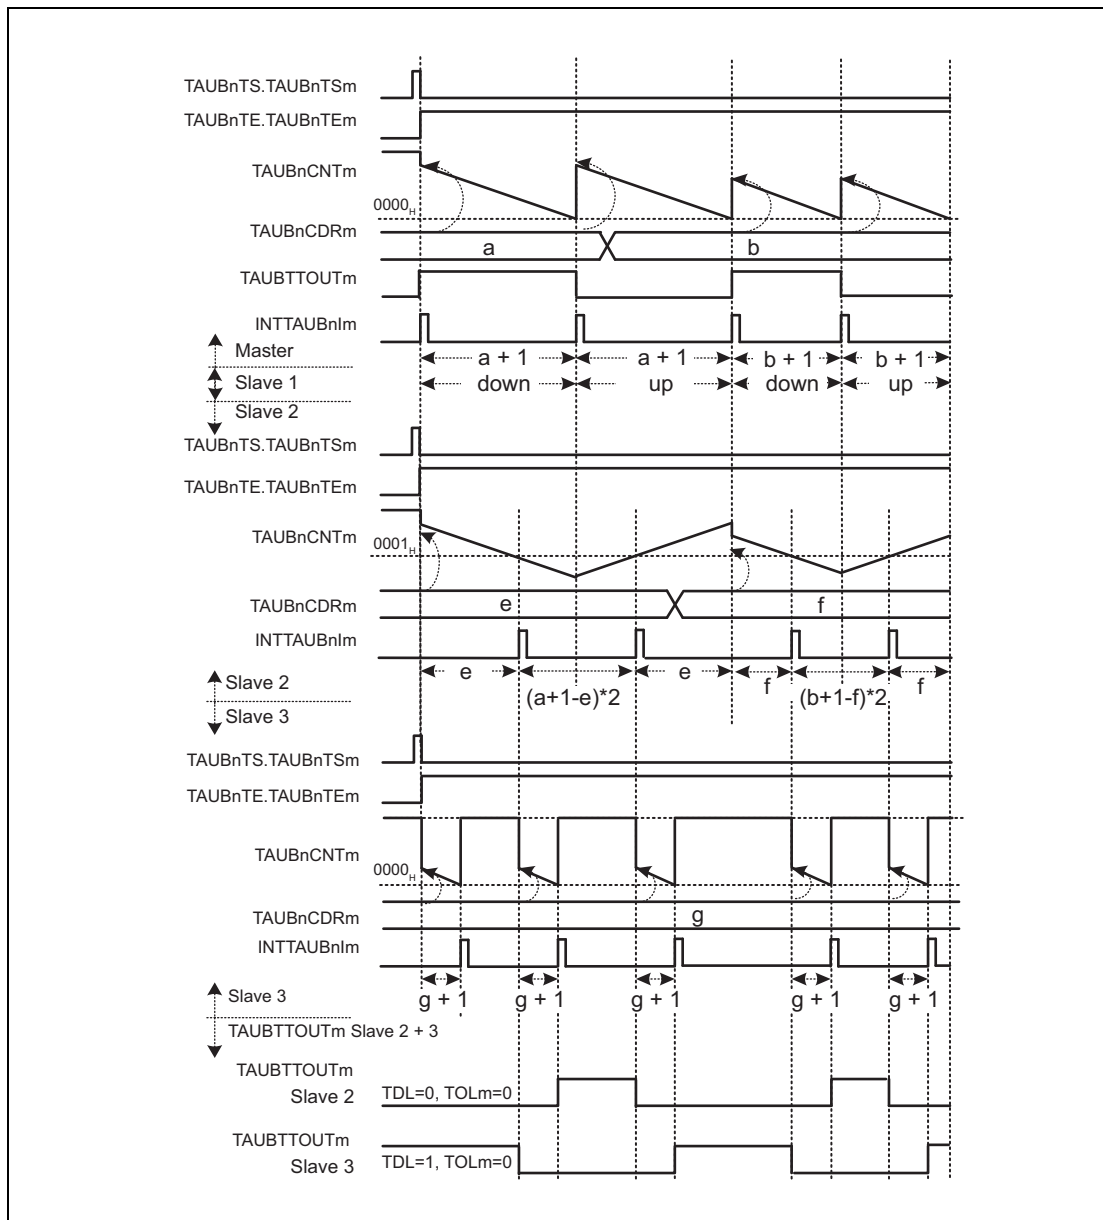 TAUBnTS.TAUBnTSm
TAUBnTE.TAUBnTEm
TAUBnCNTm
0000H
TAUBnCDRm
a b
TAUBTTOUTm
INTTAUBnIm
Master
a + 1 a + 1 b + 1 b + 1
Slave 1
down up down up
Slave 2
TAUBnTS.TAUBnTSm
TAUBnTE.TAUBnTEm
TAUBnCNTm
0001H
TAUBnCDRm
e f
INTTAUBnIm
e e f f
Slave 2
(a+1-e)*2 (b+1-f)*2
Slave 3
TAUBnTS.TAUBnTSm
TAUBnTE.TAUBnTEm
TAUBnCNTm
0000H
TAUBnCDRm
g
INTTAUBnIm
Slave 3
g + 1 g + 1 g + 1 g + 1 g + 1
TAUBTTOUTm Slave 2 + 3
TAUBTTOUTm
Slave 2
TDL=0, TOLm=0
TAUBTTOUTm
Slave 3
TDL=1, TOLm=0